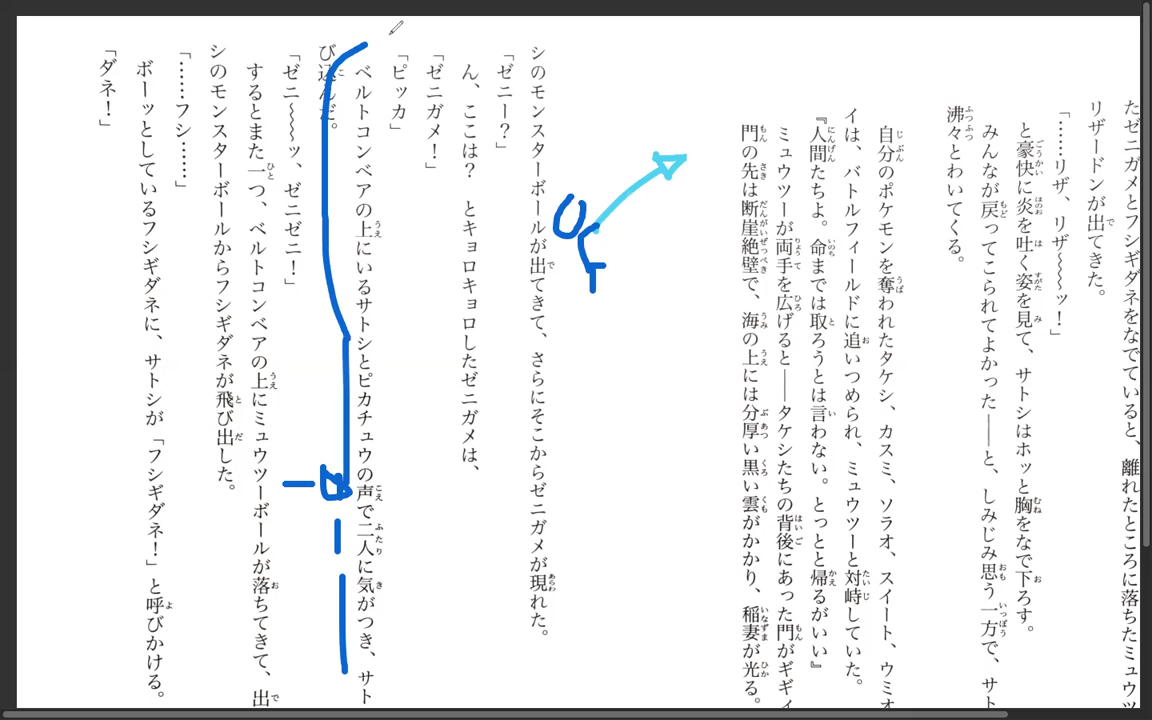 たゼニガメとフシギダネをなでていると、離れたところに落ちたミュウツ
リザードンが出てきた。
「……リザ、リザ～～～ッ！」
と豪快に炎を吐く姿を見て、サトシはホッと胸をなで下ろす。
みんなが戻ってこられてよかった――と、しみじみ思う一方で、サト
沸々とわいてくる。
自分のポケモンを奪われたタケシ、カスミ、ソラオ、スイート、ウミオ
イは、バトルフィールドに追いつめられ、ミュウツーと対峙していた。
『人間たちよ。命までは取ろうとは言わない。とっとと帰るがいい』
ミュウツーが両手を広げると――タケシたちの背後にあった門がギギィ
門の先は断崖絶壁で、海の上には分厚い黒い雲がかかり、稲妻が光る。
シのモンスターボールが出てきて、さらにそこからゼニガメが現れた。
「ゼニー？」
ん、ここは？　とキョロキョロしたゼニガメは、
「ゼニガメ！」
「ピッカ」
ベルトコンベアの上にいるサトシとピカチュウの声で二人に気がつき、サト
び込んだ。
「ゼニ～～～ッ、ゼニゼニ！」
するとまた一つ、ベルトコンベアの上にミュウツーボールが落ちてきて、出
シのモンスターボールからフシギダネが飛び出した。
「……フシ……」
ボーッとしているフシギダネに、サトシが「フシギダネ！」と呼びかける。
「ダネ！」